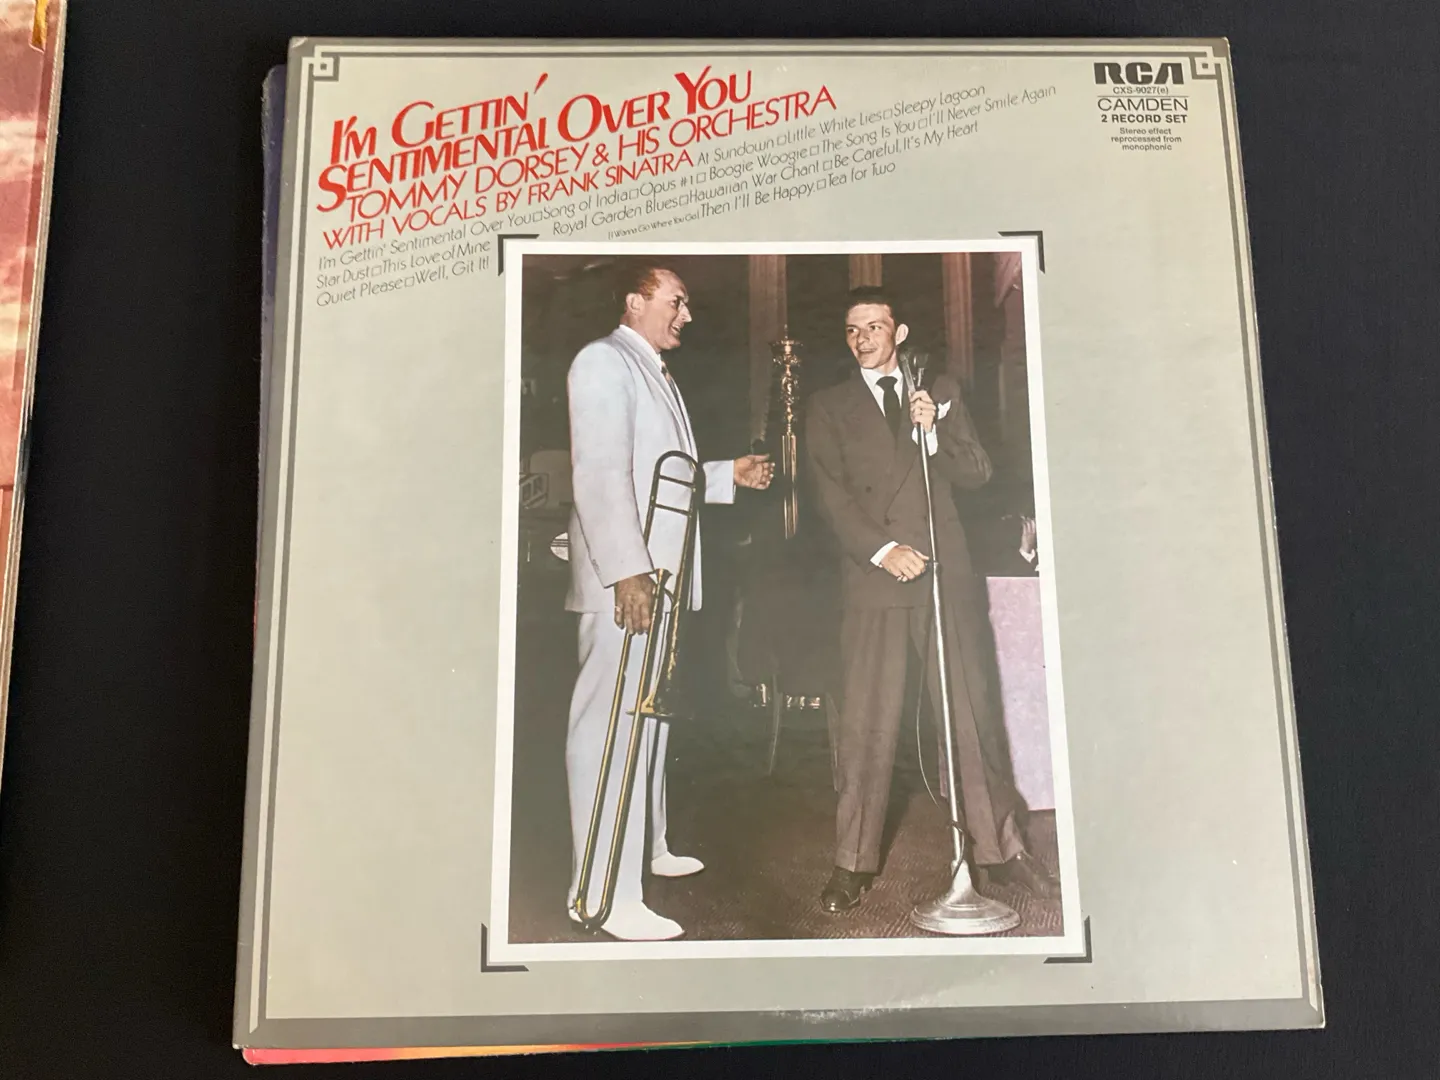 I'm Gettin'
Sentimental Over You
Tommy Dorsey & His Orchestra
With Vocals by Frank Sinatra
At Sundown □ Little White Lies □ Sleepy Lagoon
I'm Gettin' Sentimental Over You □ Song of India □ Opus #1 □ Boogie Woogie □ The Song Is You □ I'll Never Smile Again
Star Dust □ This Love of Mine
Royal Garden Blues □ Hawaiian War Chant □ Be Careful, It's My Heart
Quiet Please □ Well, Git It!
(I Wanna Go Where You Go) Then I'll Be Happy □ Tea for Two
RCA
CXS-9027(e)
CAMDEN
2 RECORD SET
Stereo effect
reprocessed from
monophonic